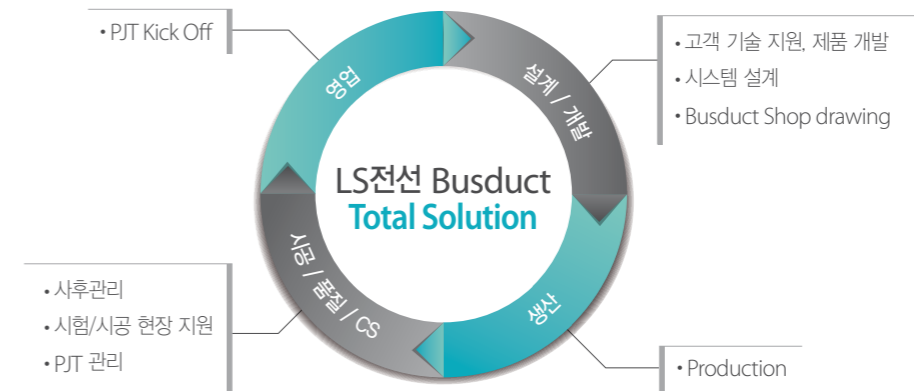 • PJT Kick Off
영업
설계 / 개발
• 고객 기술 지원, 제품 개발
• 시스템 설계
• Busduct Shop drawing
LS전선 Busduct
Total Solution
시공 / 품질 / CS
생산
• 사후관리
• 시험/시공 현장 지원
• PJT 관리
• Production